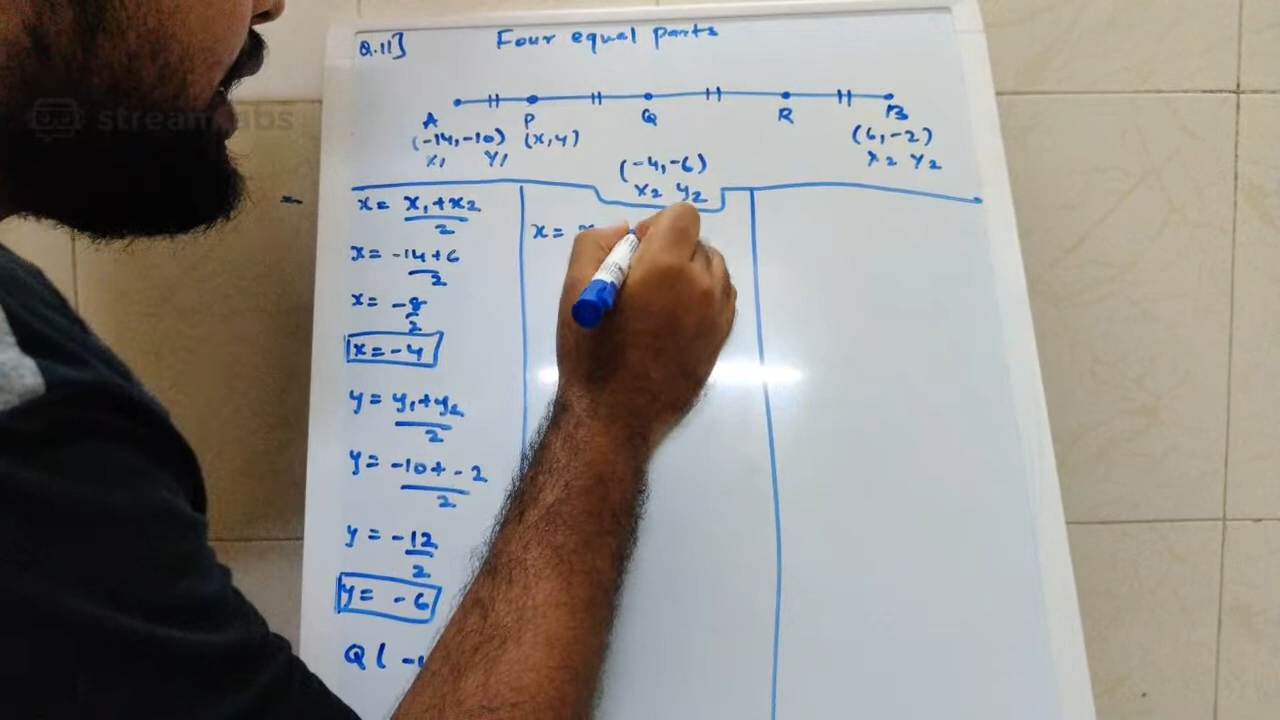 streamlabs
Q.11]
Four equal parts
A P Q R B
(-14,-10) (x,y) (6,-2)
x₁ y₁ x₂ y₂
(-4,-6)
x₂ y₂
x = x₁+x₂/2
x = -14+6/2
x = -8/2
x = -4
y = y₁+y₂/2
y = -10+-2/2
y = -12/2
y = -6
Q(
x =